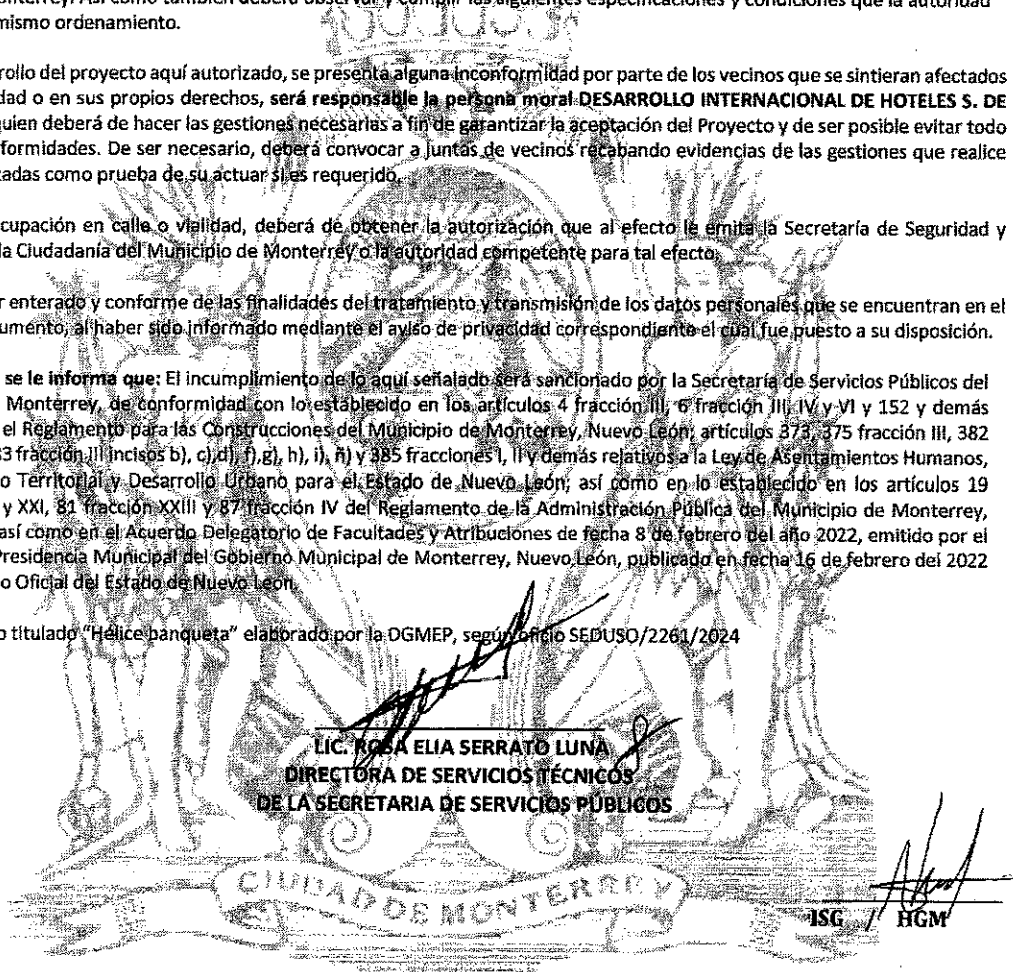 Monterrey. Así como también deberá observar y cumplir las siguientes especificaciones y condiciones que la autoridad
mismo ordenamiento.
rollo del proyecto aquí autorizado, se presenta alguna inconformidad por parte de los vecinos que se sintieran afectados
dad o en sus propios derechos, será responsable la persona moral DESARROLLO INTERNACIONAL DE HOTELES S. DE
quien deberá de hacer las gestiones necesarias a fin de garantizar la aceptación del Proyecto y de ser posible evitar todo
formidades. De ser necesario, deberá convocar a juntas de vecinos recabando evidencias de las gestiones que realice
zadas como prueba de su actuar si es requerido.
cupación en calle o vialidad, deberá de obtener la autorización que al efecto le emita la Secretaría de Seguridad y
la Ciudadanía del Municipio de Monterrey o la autoridad competente para tal efecto.
r enterado y conforme de las finalidades del tratamiento y transmisión de los datos personales que se encuentran en el
cumento, al haber sido informado mediante el aviso de privacidad correspondiente el cual fue puesto a su disposición.
se le informa que: El incumplimiento de lo aquí señalado será sancionado por la Secretaría de Servicios Públicos del
Monterrey, de conformidad con lo establecido en los artículos 4 fracción III, 6 fracción III, IV y VI y 152 y demás
el Reglamento para las Construcciones del Municipio de Monterrey, Nuevo León; artículos 373, 375 fracción III, 382
83 fracción III incisos b), c), d), f), g), h), i), ñ) y 385 fracciones I, II y demás relativos a la Ley de Asentamientos Humanos,
o Territorial y Desarrollo Urbano para el Estado de Nuevo León; así como en lo establecido en los artículos 19
y XXI, 81 fracción XXIII y 87 fracción IV del Reglamento de la Administración Pública del Municipio de Monterrey,
así como en el Acuerdo Delegatorio de Facultades y Atribuciones de fecha 8 de febrero del año 2022, emitido por el
Presidencia Municipal del Gobierno Municipal de Monterrey, Nuevo León, publicado en fecha 16 de febrero del 2022
o Oficial del Estado de Nuevo León.
o titulado "Hélice banqueta" elaborado por la DGMEP, según oficio SEDUSO/2261/2024
LIC. ROSA ELIA SERRATO LUNA
DIRECTORA DE SERVICIOS TÉCNICOS
DE LA SECRETARIA DE SERVICIOS PÚBLICOS
CIUDAD DE MONTERREY
ISG / HGM